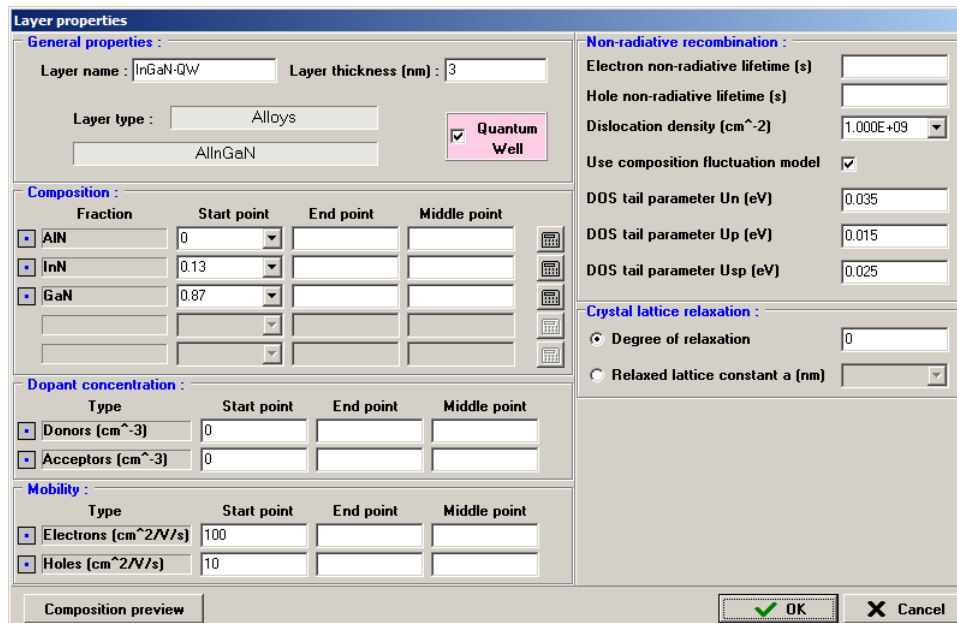 Layer properties
General properties :
Layer name : InGaN-QW Layer thickness (nm) : 3
Layer type : Alloys
AlInGaN
Quantum Well
Composition :
Fraction Start point End point Middle point
AlN 0
InN 0.13
GaN 0.87
Dopant concentration :
Type Start point End point Middle point
Donors (cm^-3) 0
Acceptors (cm^-3) 0
Mobility :
Type Start point End point Middle point
Electrons (cm^2/V/s) 100
Holes (cm^2/V/s) 10
Composition preview
Non-radiative recombination :
Electron non-radiative lifetime (s)
Hole non-radiative lifetime (s)
Dislocation density (cm^-2) 1.000E+09
Use composition fluctuation model
DOS tail parameter Un (eV) 0.035
DOS tail parameter Up (eV) 0.015
DOS tail parameter Usp (eV) 0.025
Crystal lattice relaxation :
Degree of relaxation 0
Relaxed lattice constant a (nm)
OK Cancel